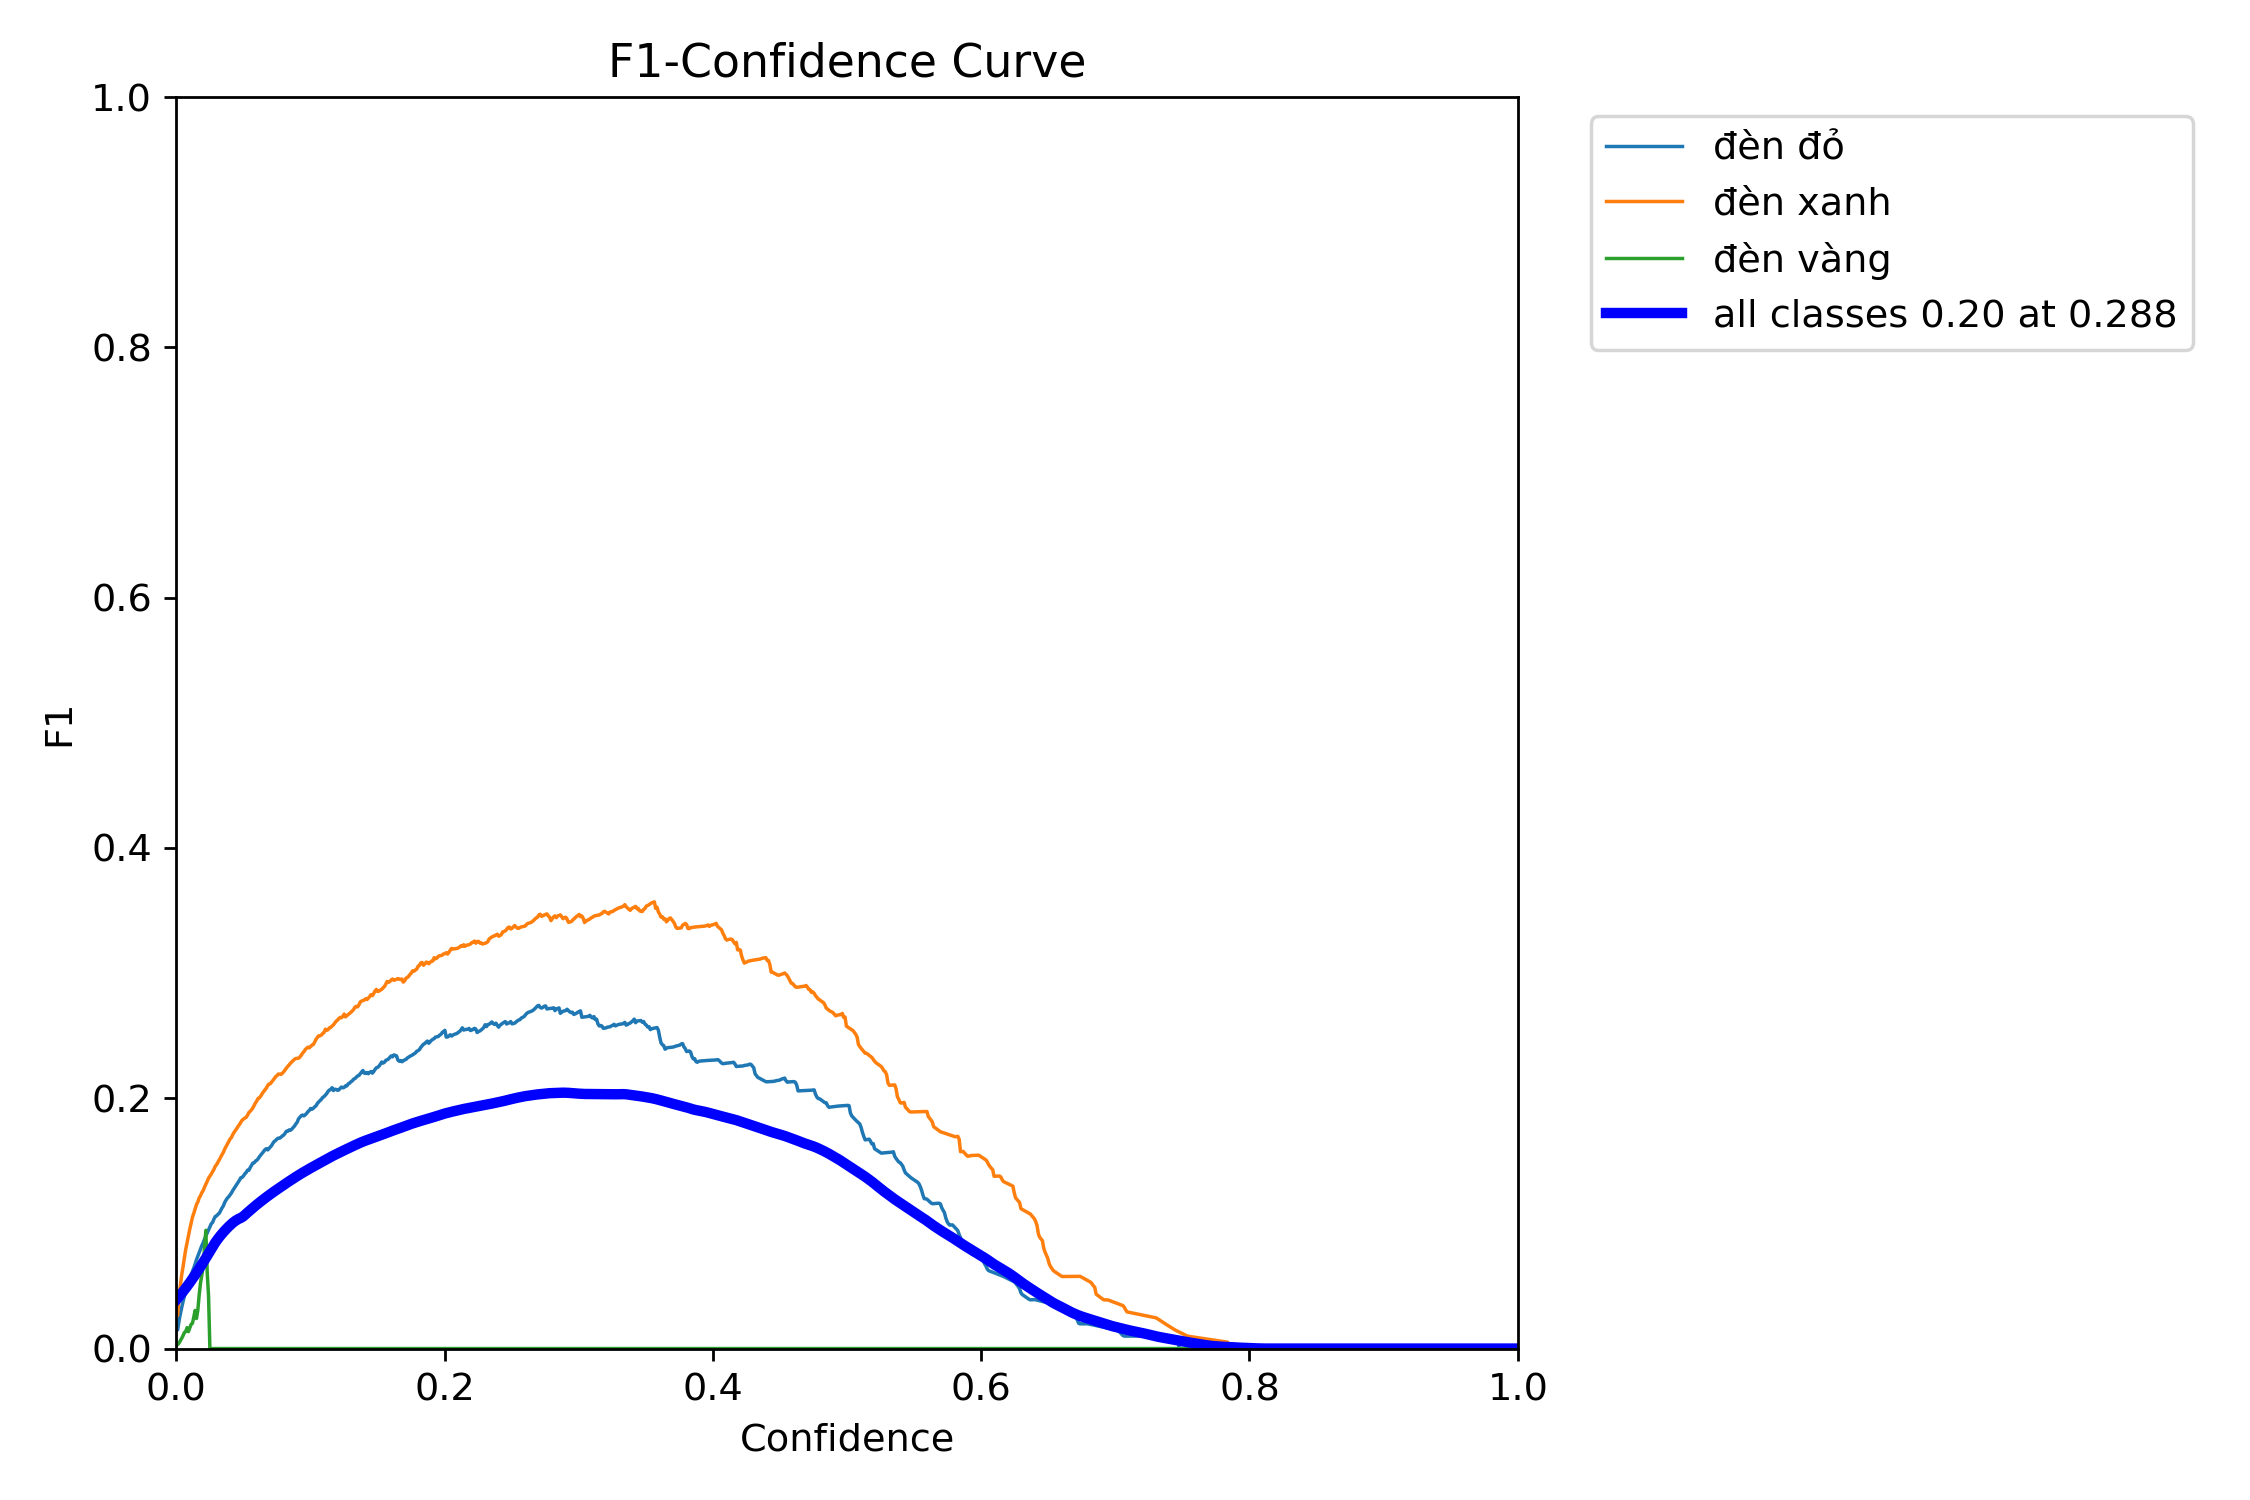 F1-Confidence Curve
1.0
0.8
0.6
0.4
0.2
0.0
F1
0.0 0.2 0.4 0.6 0.8 1.0
Confidence
đèn đỏ
đèn xanh
đèn vàng
all classes 0.20 at 0.288